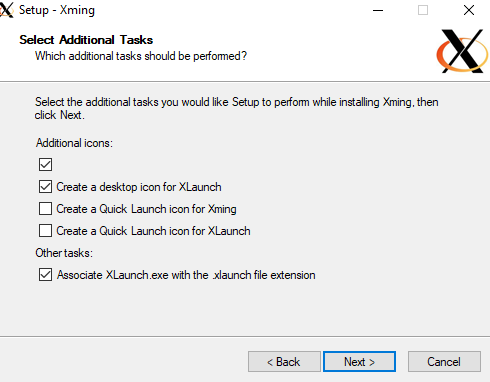 Setup - Xming
Select Additional Tasks
Which additional tasks should be performed?
Select the additional tasks you would like Setup to perform while installing Xming, then
click Next.
Additional icons:
Create a desktop icon for XLaunch
Create a Quick Launch icon for Xming
Create a Quick Launch icon for XLaunch
Other tasks:
Associate XLaunch.exe with the .xlaunch file extension
< Back
Next >
Cancel